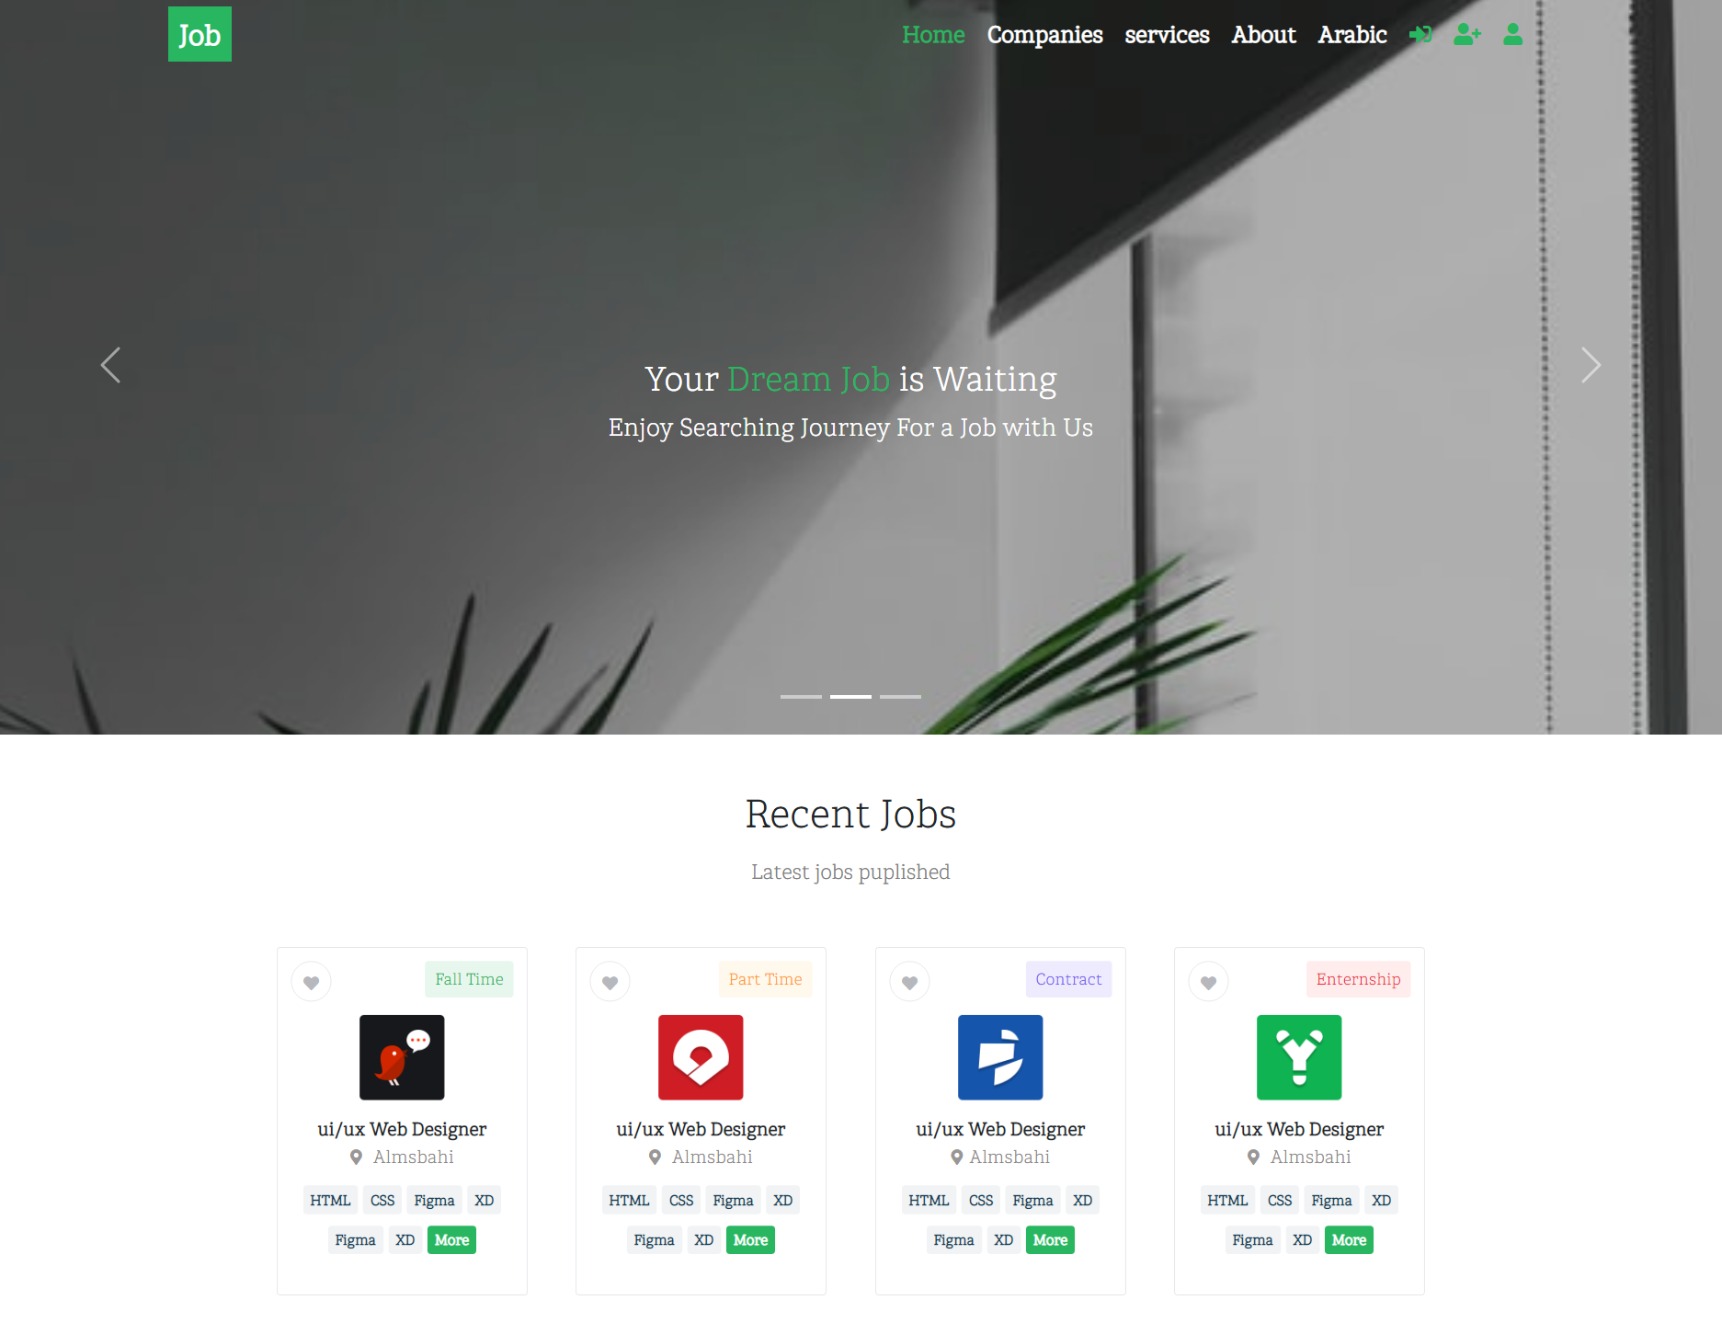 Job
Home Companies services About Arabic
Your Dream Job is Waiting
Enjoy Searching Journey For a Job with Us
Recent Jobs
Latest jobs puplished
Fall Time
ui/ux Web Designer
Almsbahi
HTML CSS Figma XD
Figma XD More
Part Time
ui/ux Web Designer
Almsbahi
HTML CSS Figma XD
Figma XD More
Contract
ui/ux Web Designer
Almsbahi
HTML CSS Figma XD
Figma XD More
Enternship
ui/ux Web Designer
Almsbahi
HTML CSS Figma XD
Figma XD More